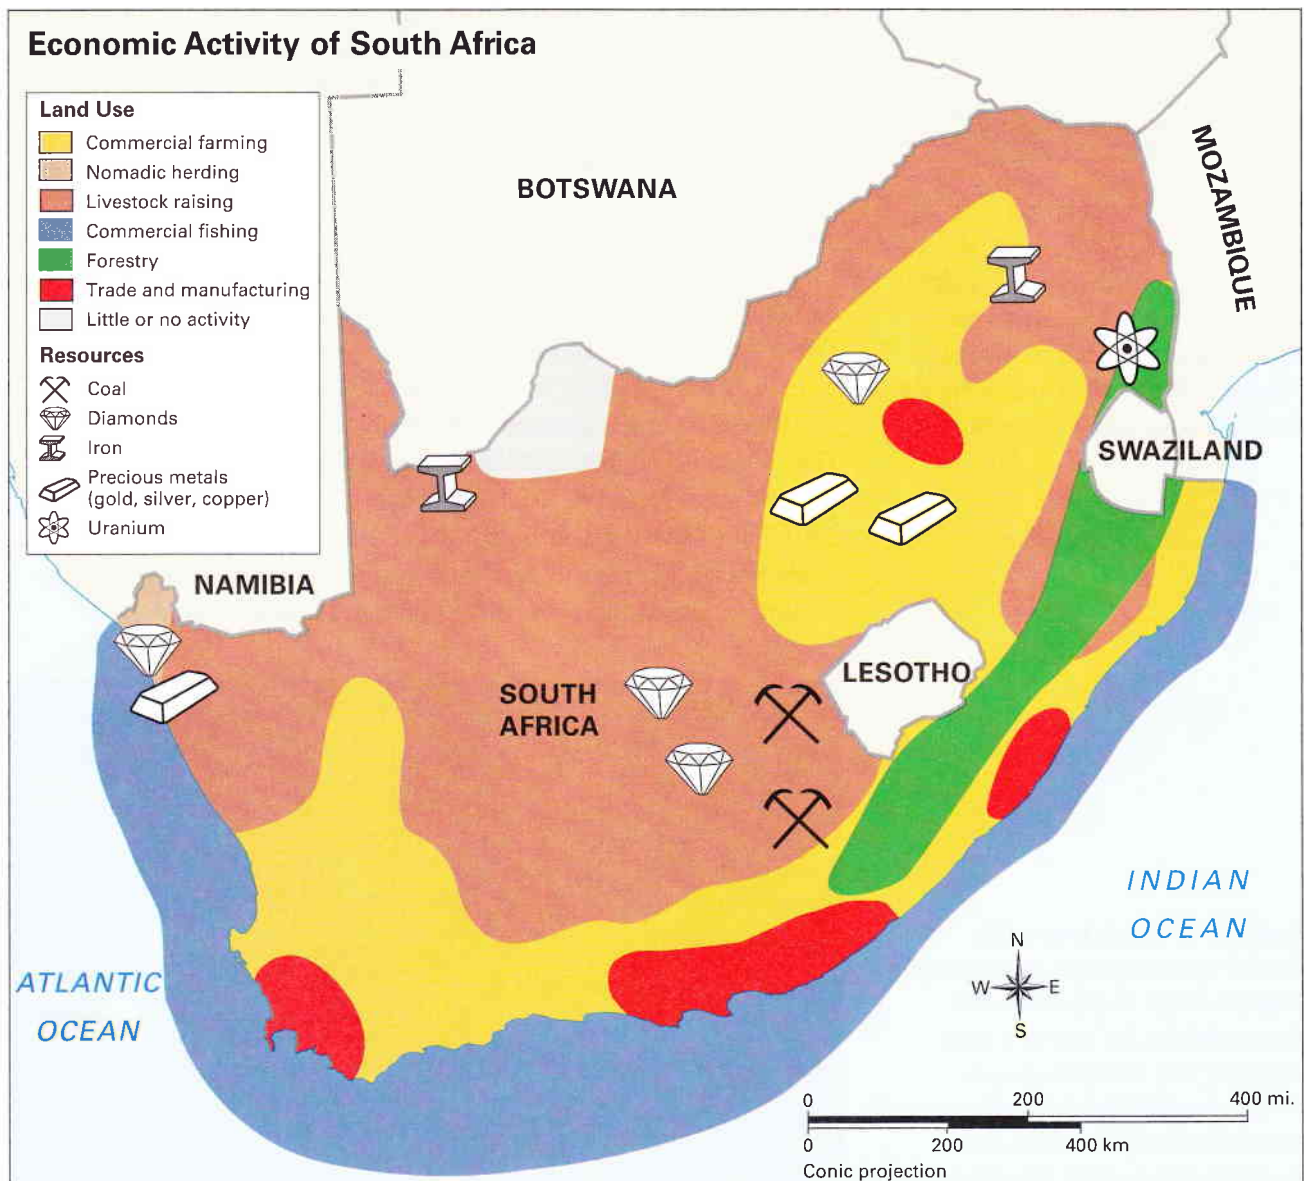 Economic Activity of South Africa
Land Use
Commercial farming
Nomadic herding
Livestock raising
Commercial fishing
Forestry
Trade and manufacturing
Little or no activity
Resources
Coal
Diamonds
Iron
Precious metals
(gold, silver, copper)
Uranium
BOTSWANA
MOZAMBIQUE
SWAZILAND
NAMIBIA
LESOTHO
SOUTH
AFRICA
INDIAN
OCEAN
ATLANTIC
OCEAN
N
W E
S
0 200 400 mi.
0 200 400 km
Conic projection